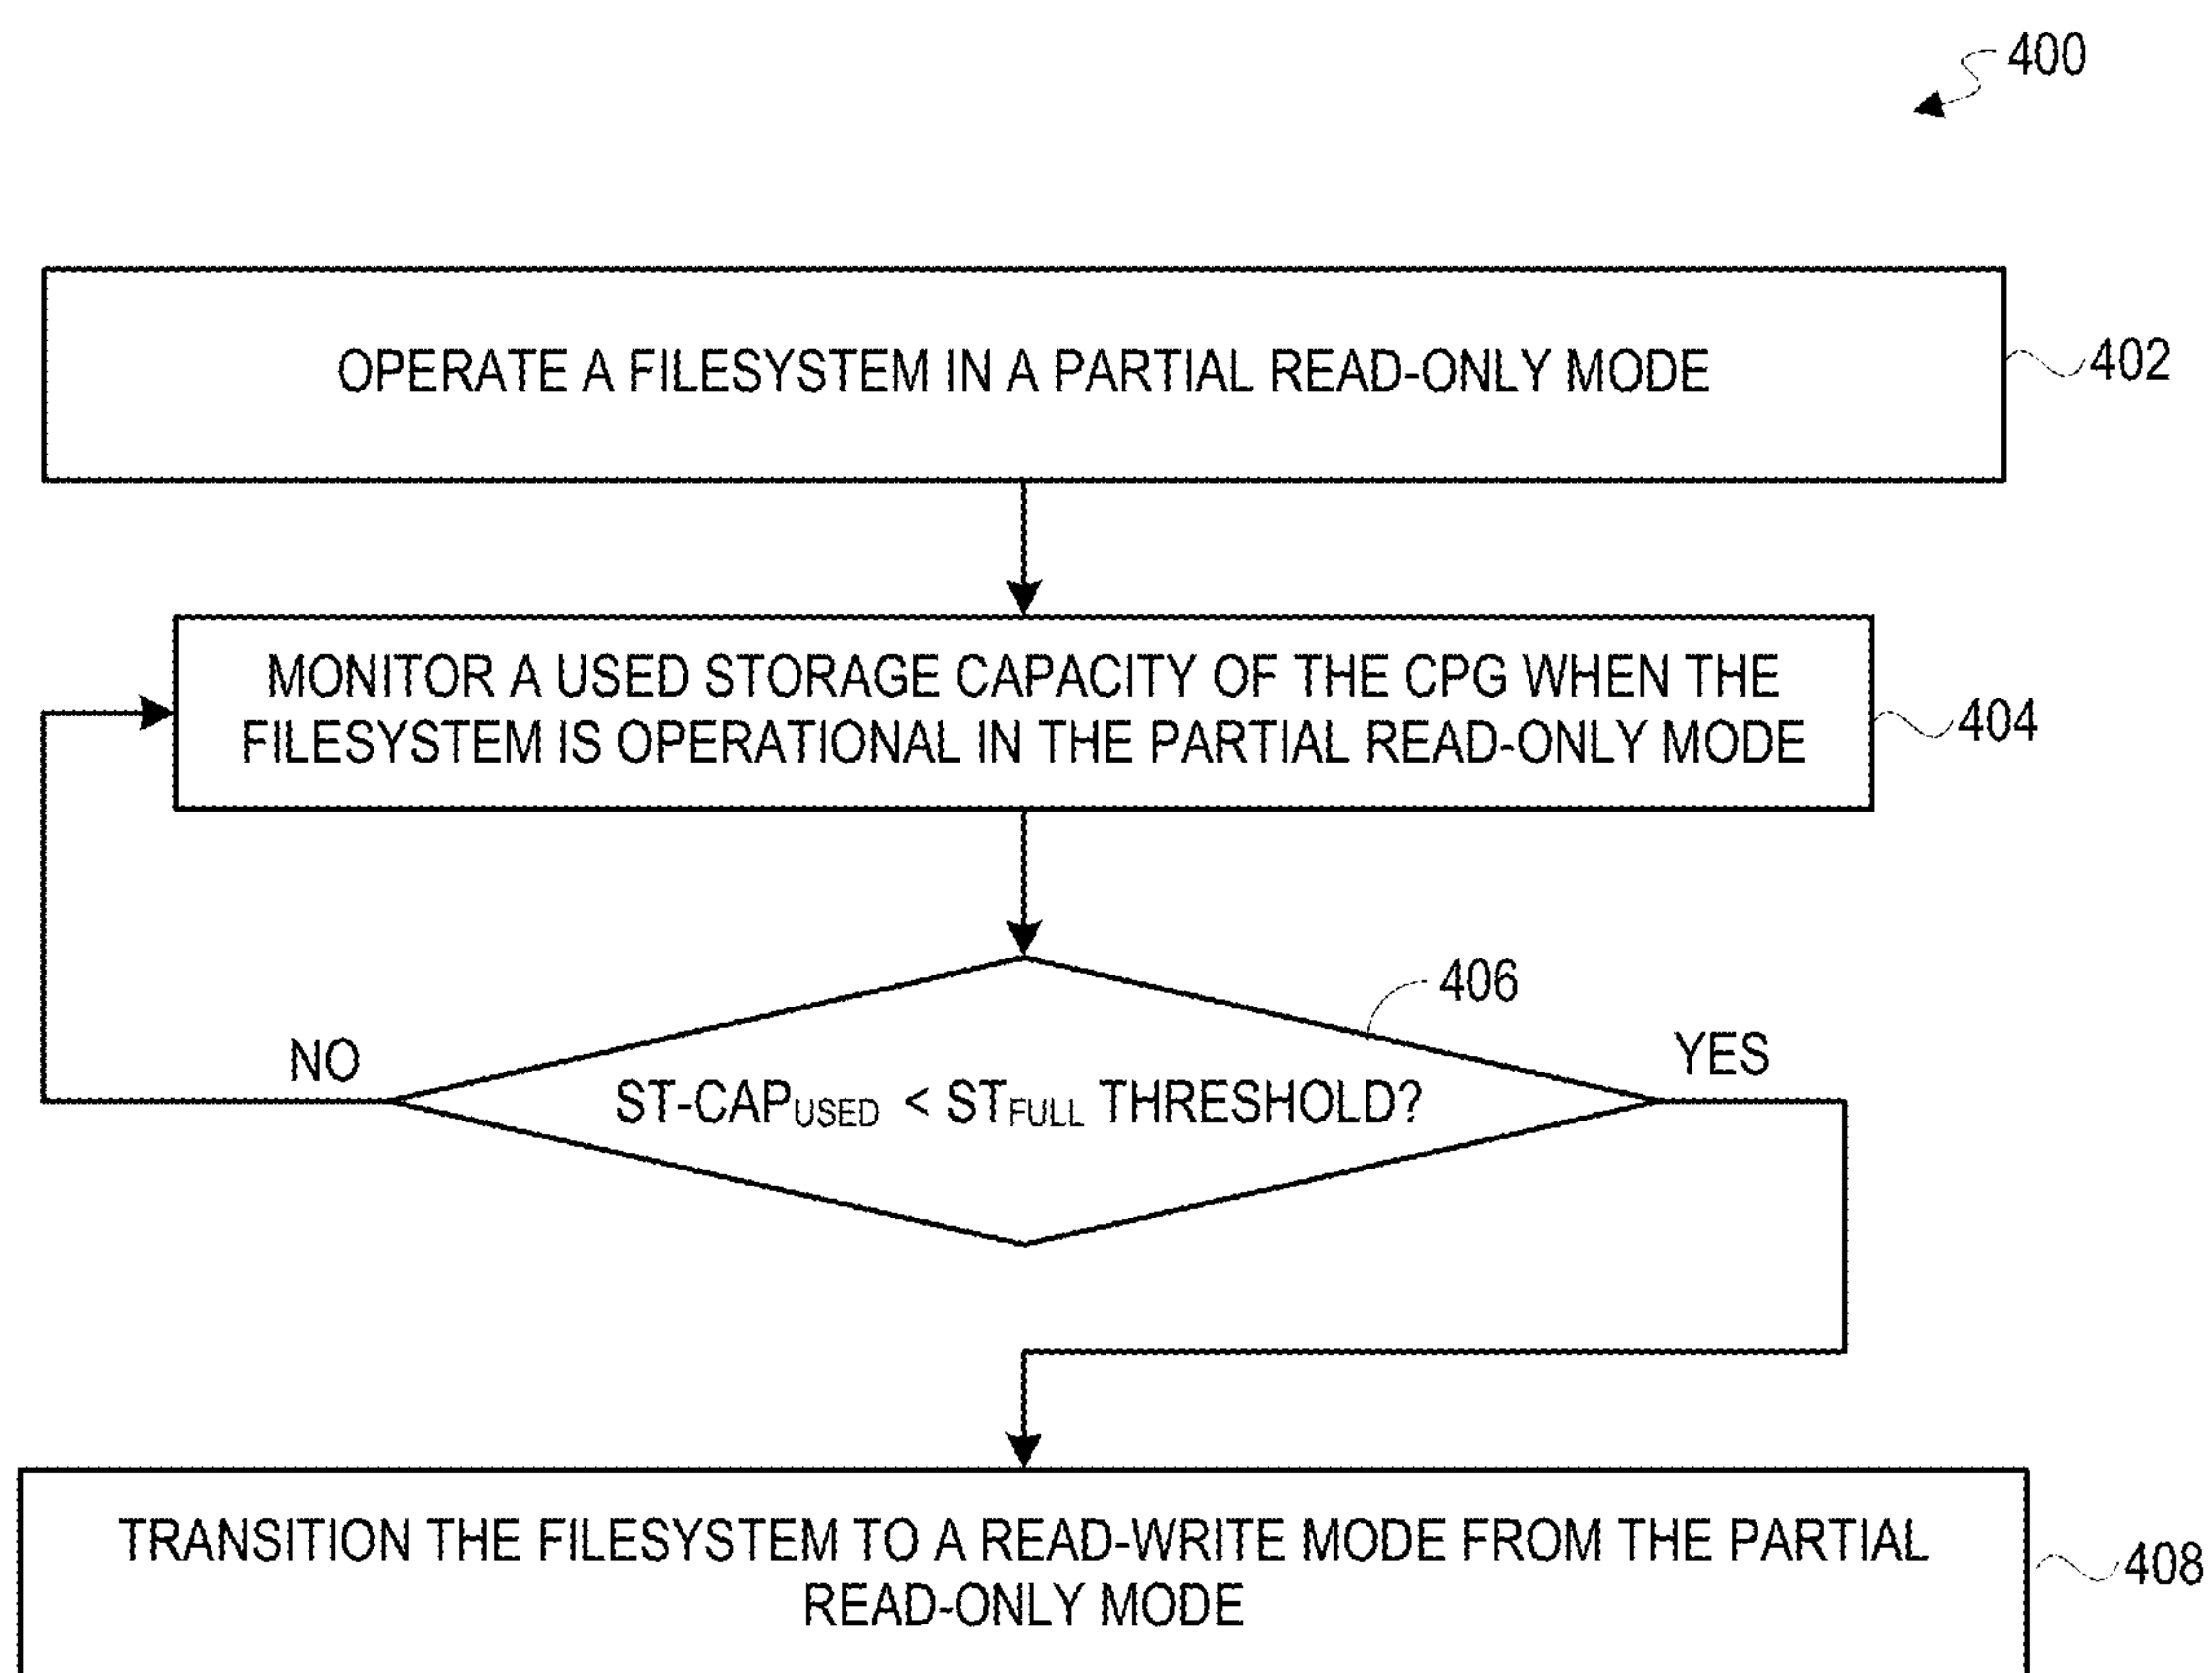 400
OPERATE A FILESYSTEM IN A PARTIAL READ-ONLY MODE
402
MONITOR A USED STORAGE CAPACITY OF THE CPG WHEN THE
FILESYSTEM IS OPERATIONAL IN THE PARTIAL READ-ONLY MODE
404
406
NO
YES
ST-CAPUSED < STFULL THRESHOLD?
TRANSITION THE FILESYSTEM TO A READ-WRITE MODE FROM THE PARTIAL
READ-ONLY MODE
408